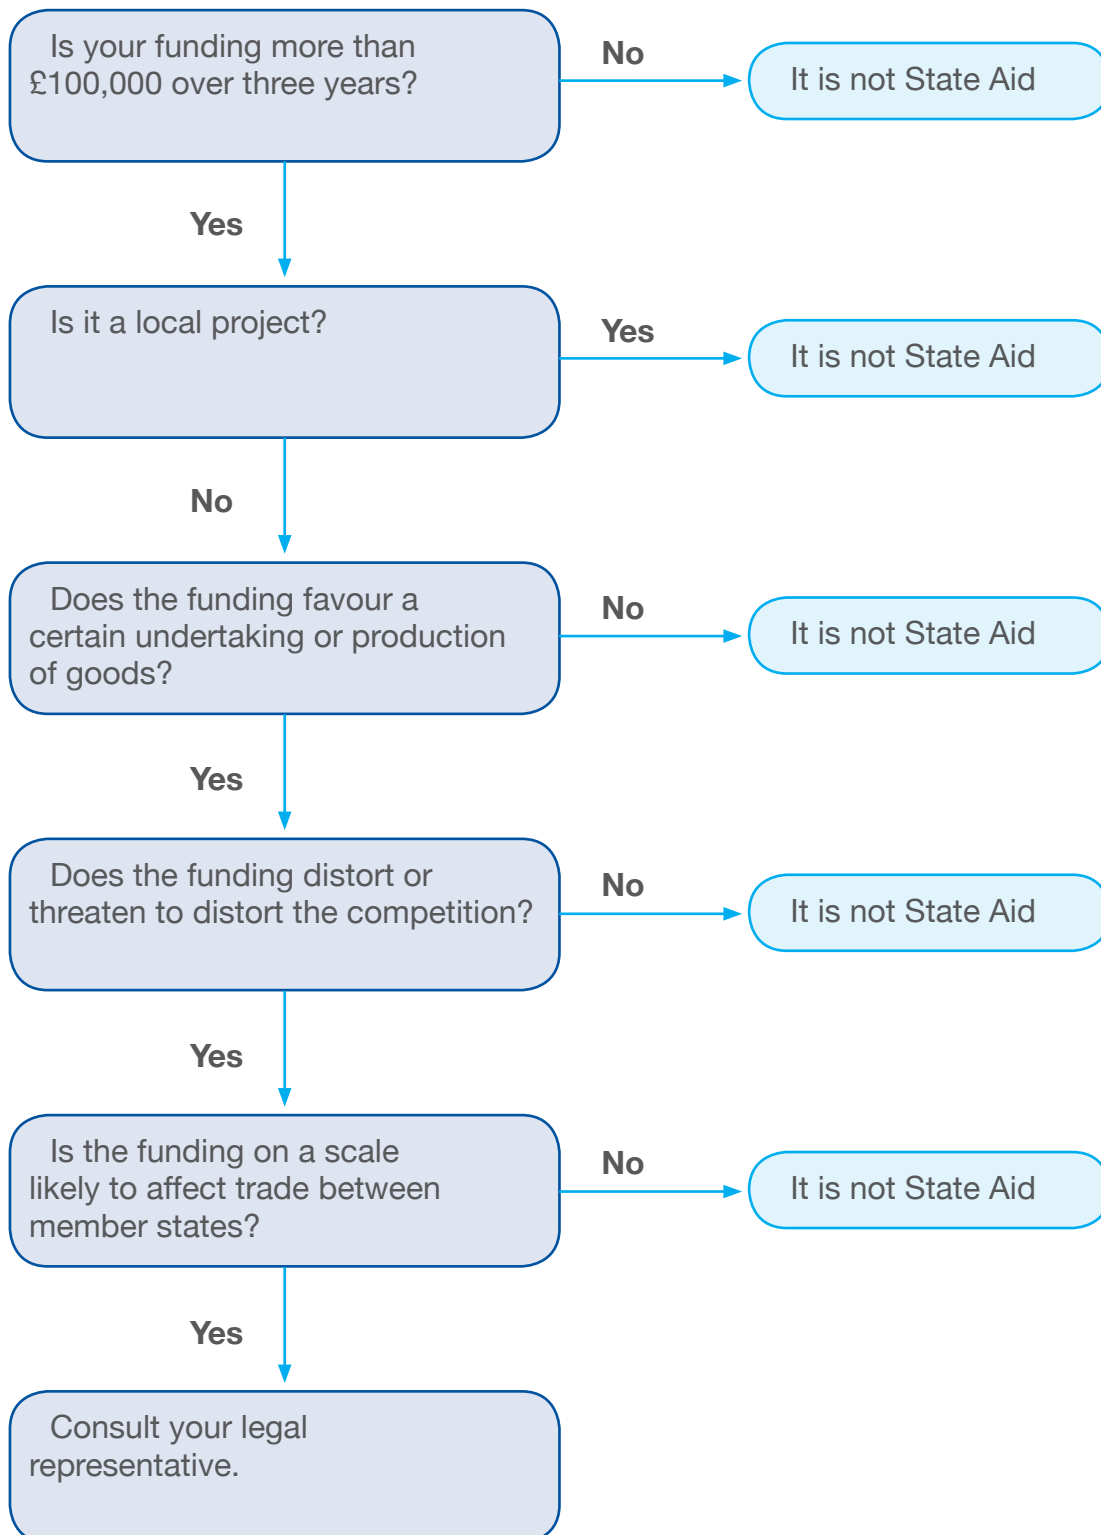 Is your funding more than
£100,000 over three years?
No
It is not State Aid
Yes
Is it a local project?
Yes
It is not State Aid
No
Does the funding favour a
certain undertaking or production
of goods?
No
It is not State Aid
Yes
Does the funding distort or
threaten to distort the competition?
No
It is not State Aid
Yes
Is the funding on a scale
likely to affect trade between
member states?
No
It is not State Aid
Yes
Consult your legal
representative.